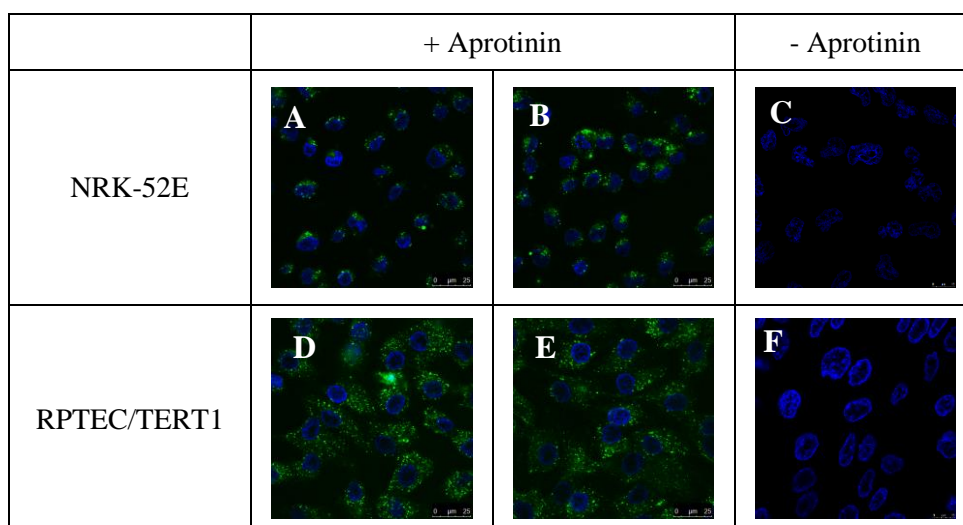 + Aprotinin - Aprotinin
NRK-52E
A B C
0 µm 25 0 µm 25
RPTEC/TERT1
D E F
0 µm 25 0 µm 25